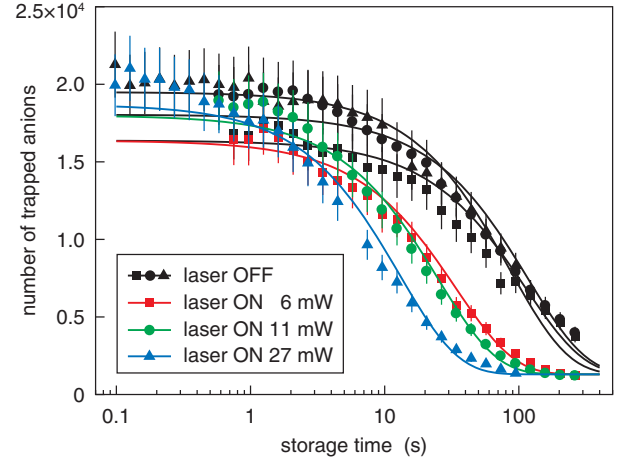 2.5×10⁴
2.0
1.5
1.0
0.5
0
number of trapped anions
laser OFF
laser ON 6 mW
laser ON 11 mW
laser ON 27 mW
0.1
1
10
100
storage time (s)